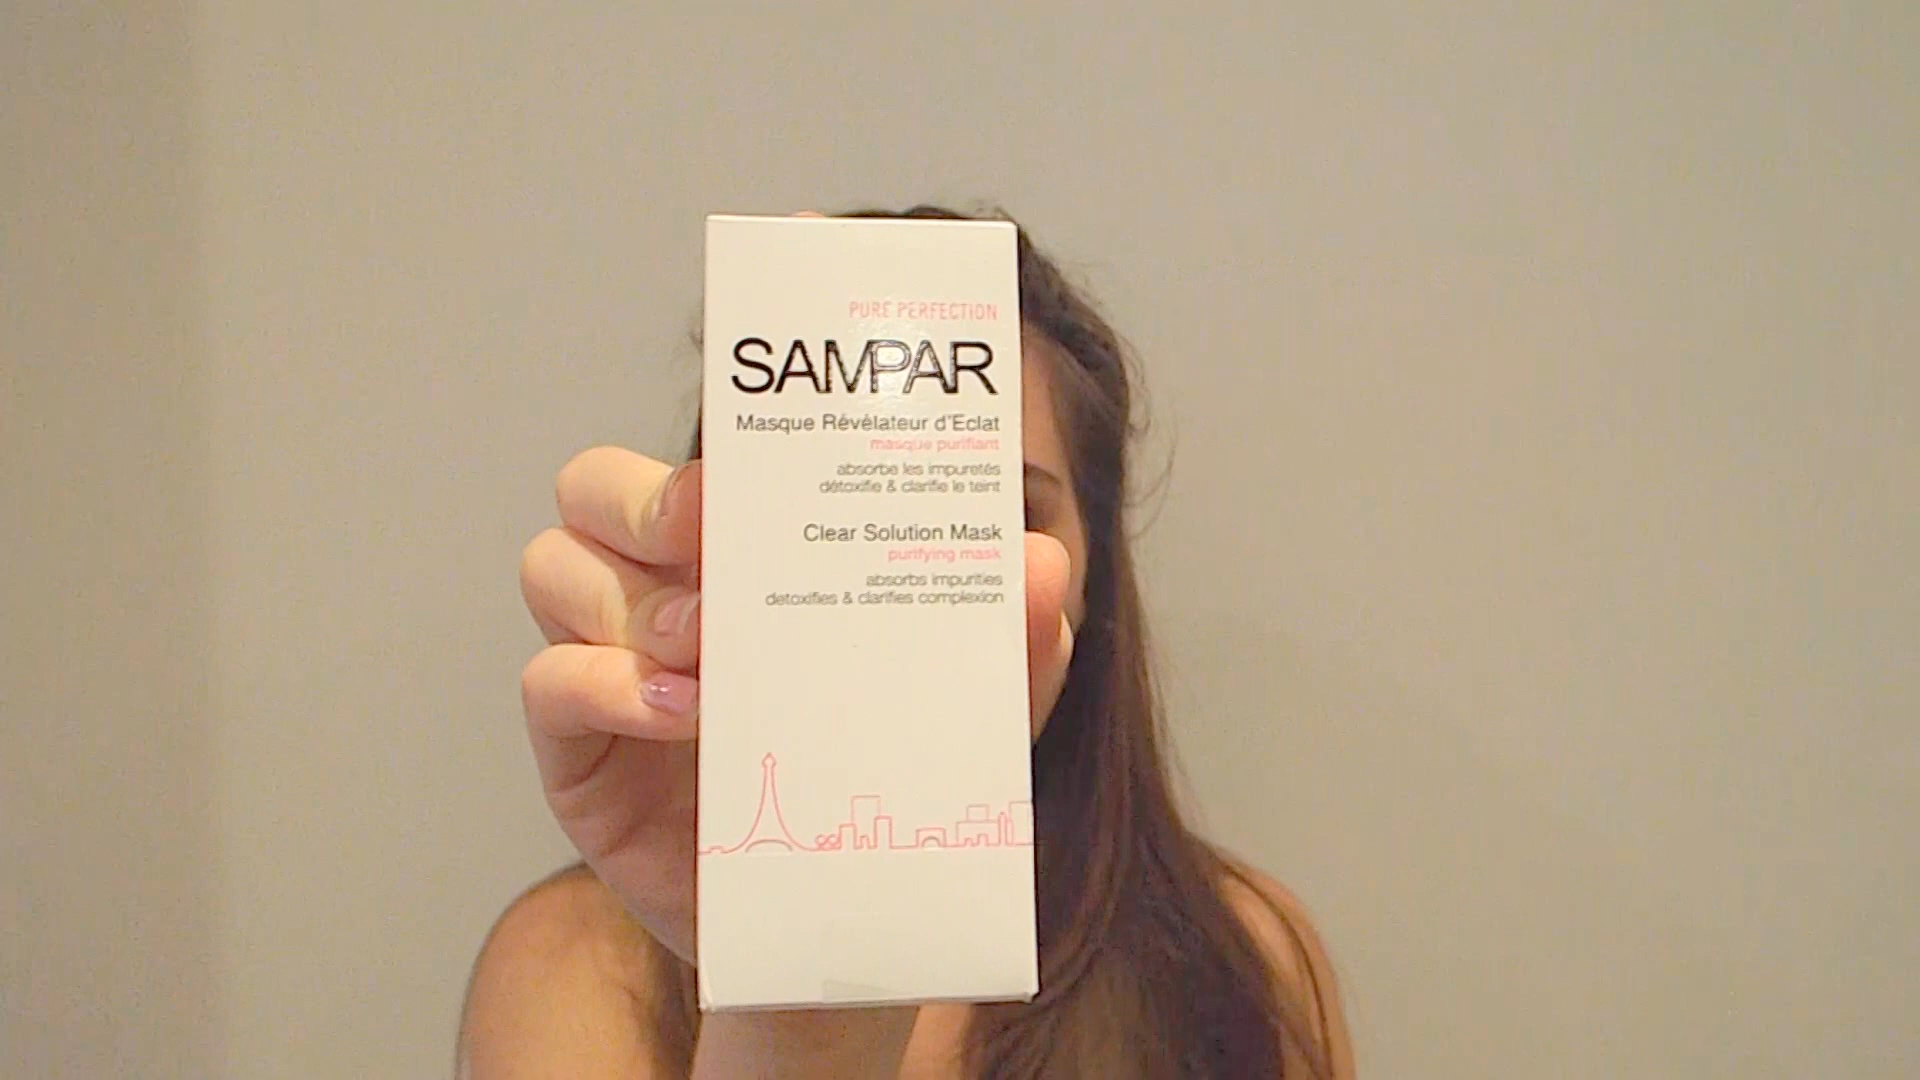 PURE PERFECTION
SAMPAR
Masque Révélateur d'Eclat
masque purifiant
absorbe les impuretés
détoxifie & clarifie le teint
Clear Solution Mask
purifying mask
absorbs impurities
detoxifies & clarifies complexion